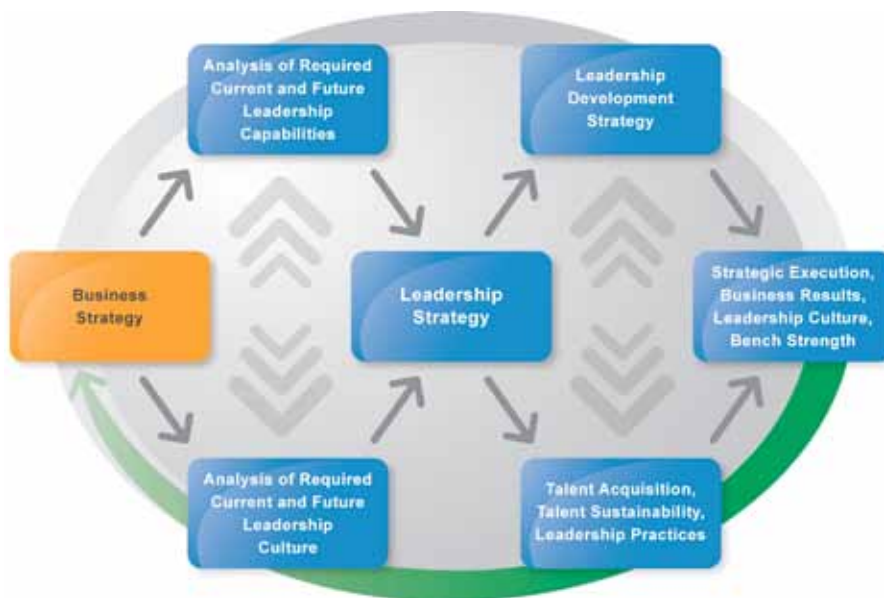 Analysis of Required
Current and Future
Leadership
Capabilities
Leadership
Development
Strategy
Business
Strategy
Leadership
Strategy
Strategic Execution,
Business Results,
Leadership Culture,
Bench Strength
Analysis of Required
Current and Future
Leadership
Culture
Talent Acquisition,
Talent Sustainability,
Leadership Practices